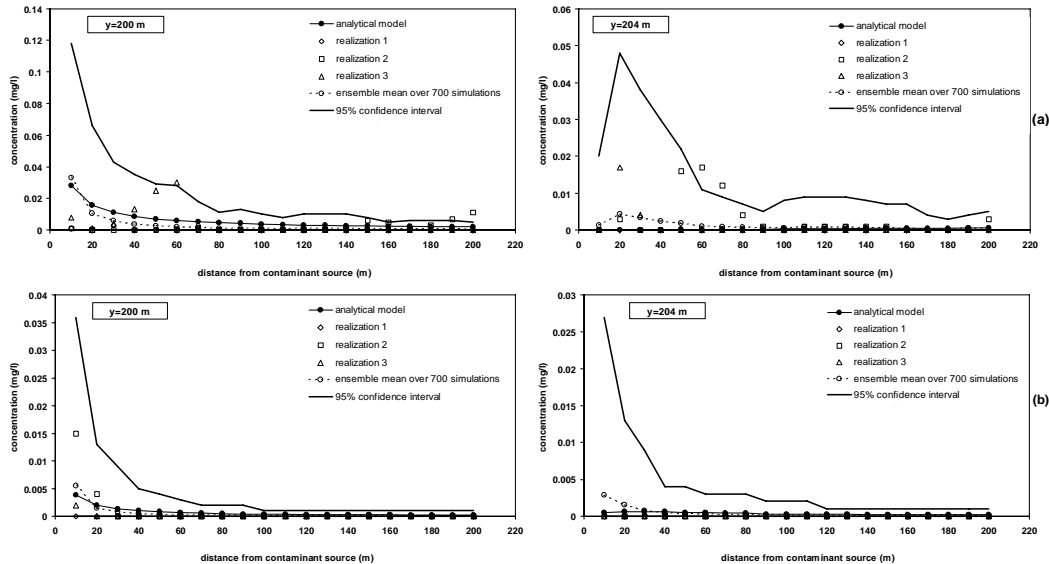 y=200 m
analytical model
realization 1
realization 2
realization 3
ensemble mean over 700 simulations
95% confidence interval
concentration (mg/l)
0.14
0.12
0.1
0.08
0.06
0.04
0.02
0
0 20 40 60 80 100 120 140 160 180 200 220
distance from contaminant source (m)
y=204 m
analytical model
realization 1
realization 2
realization 3
ensemble mean over 700 simulations
95% confidence interval
concentration (mg/l)
0.06
0.05
0.04
0.03
0.02
0.01
0
0 20 40 60 80 100 120 140 160 180 200 220
distance from contaminant source (m)
(a)
y=200 m
analytical model
realization 1
realization 2
realization 3
ensemble mean over 700 simulations
95% confidence interval
concentration (mg/l)
0.04
0.035
0.03
0.025
0.02
0.015
0.01
0.005
0
0 20 40 60 80 100 120 140 160 180 200 220
distance from contaminant source (m)
y=204 m
analytical model
realization 1
realization 2
realization 3
ensemble mean over 700 simulations
95% confidence interval
concentration (mg/l)
0.03
0.025
0.02
0.015
0.01
0.005
0
0 20 40 60 80 100 120 140 160 180 200 220
distance from contaminant source (m)
(b)